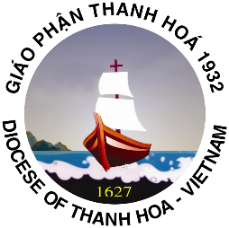 GIÁO PHẬN THANH HOÁ 1932
1627
DIOCESE OF THANH HOA - VIETNAM